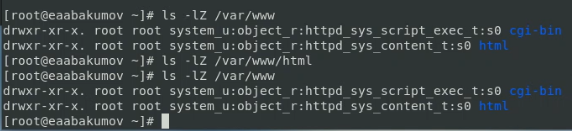 [root@eaabakumov ~]# ls -lZ /var/www
drwxr-xr-x. root root system_u:object_r:httpd_sys_script_exec_t:s0 cgi-bin
drwxr-xr-x. root root system_u:object_r:httpd_sys_content_t:s0 html
[root@eaabakumov ~]# ls -lZ /var/www/html
[root@eaabakumov ~]# ls -lZ /var/www
drwxr-xr-x. root root system_u:object_r:httpd_sys_script_exec_t:s0 cgi-bin
drwxr-xr-x. root root system_u:object_r:httpd_sys_content_t:s0 html
[root@eaabakumov ~]#